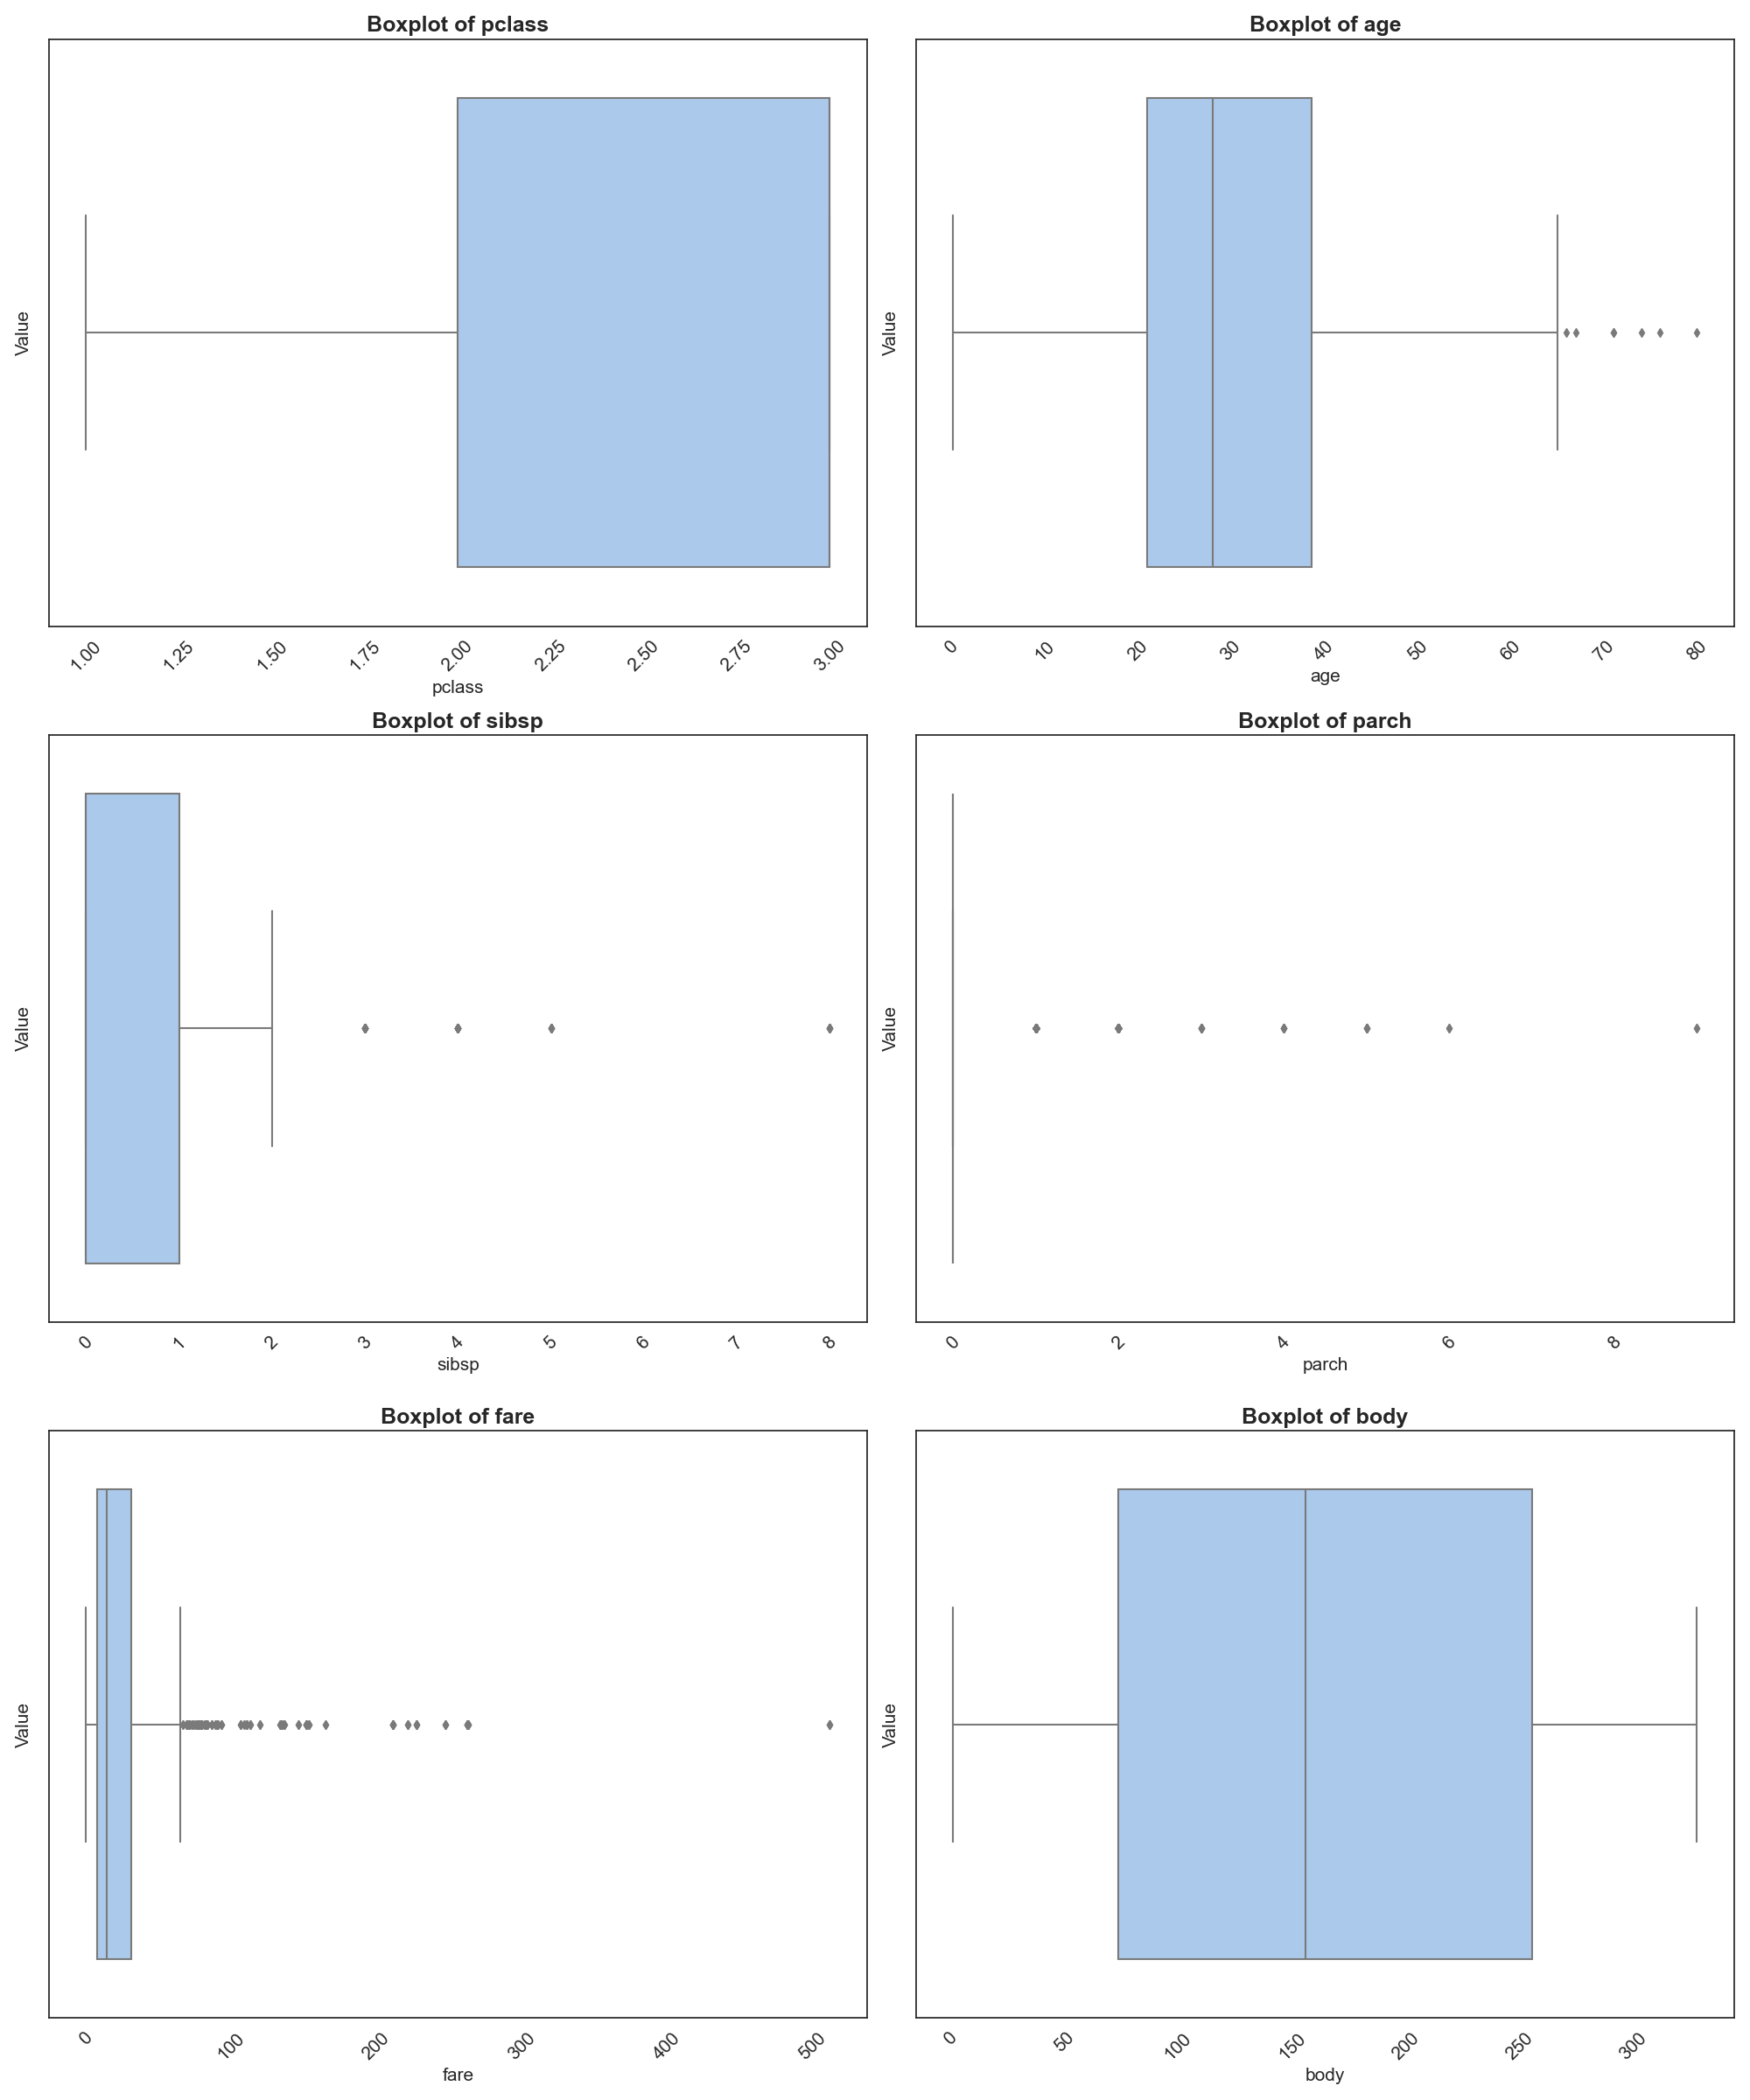 Boxplot of pclass
Value
1.00 1.25 1.50 1.75 2.00 2.25 2.50 2.75 3.00
pclass
Boxplot of age
Value
0 10 20 30 40 50 60 70 80
age
Boxplot of sibsp
Value
0 1 2 3 4 5 6 7 8
sibsp
Boxplot of parch
Value
0 2 4 6 8
parch
Boxplot of fare
Value
0 100 200 300 400 500
fare
Boxplot of body
Value
0 50 100 150 200 250 300
body